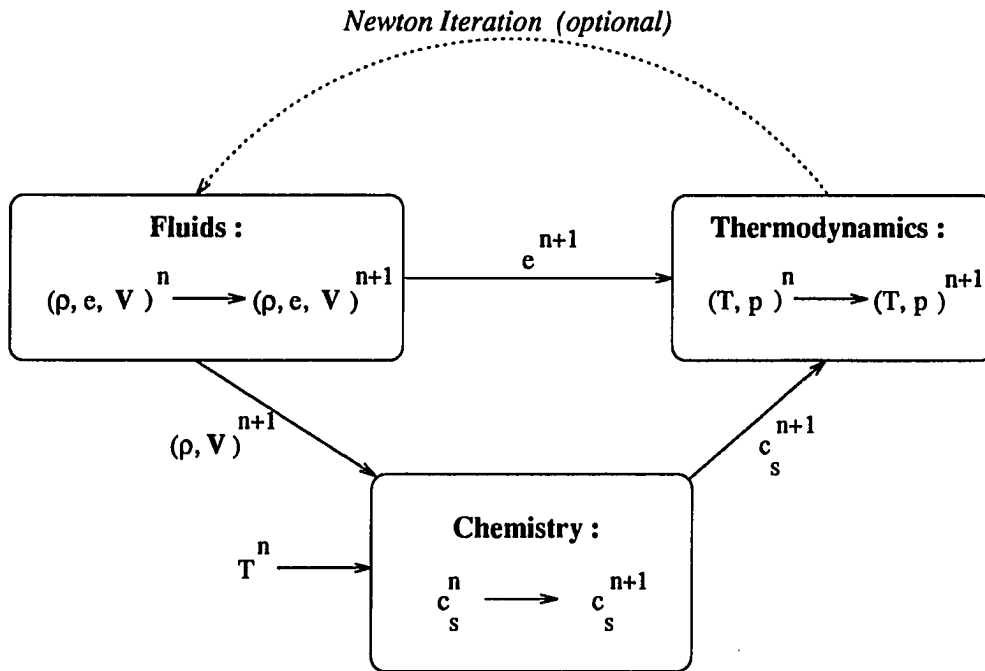 Newton Iteration (optional)
Fluids :
(ρ, e, V)^n ⟶ (ρ, e, V)^{n+1}
e^{n+1}
Thermodynamics :
(T, p)^n ⟶ (T, p)^{n+1}
(ρ, V)^{n+1}
c_s^{n+1}
Chemistry :
T^n
c_s^n ⟶ c_s^{n+1}